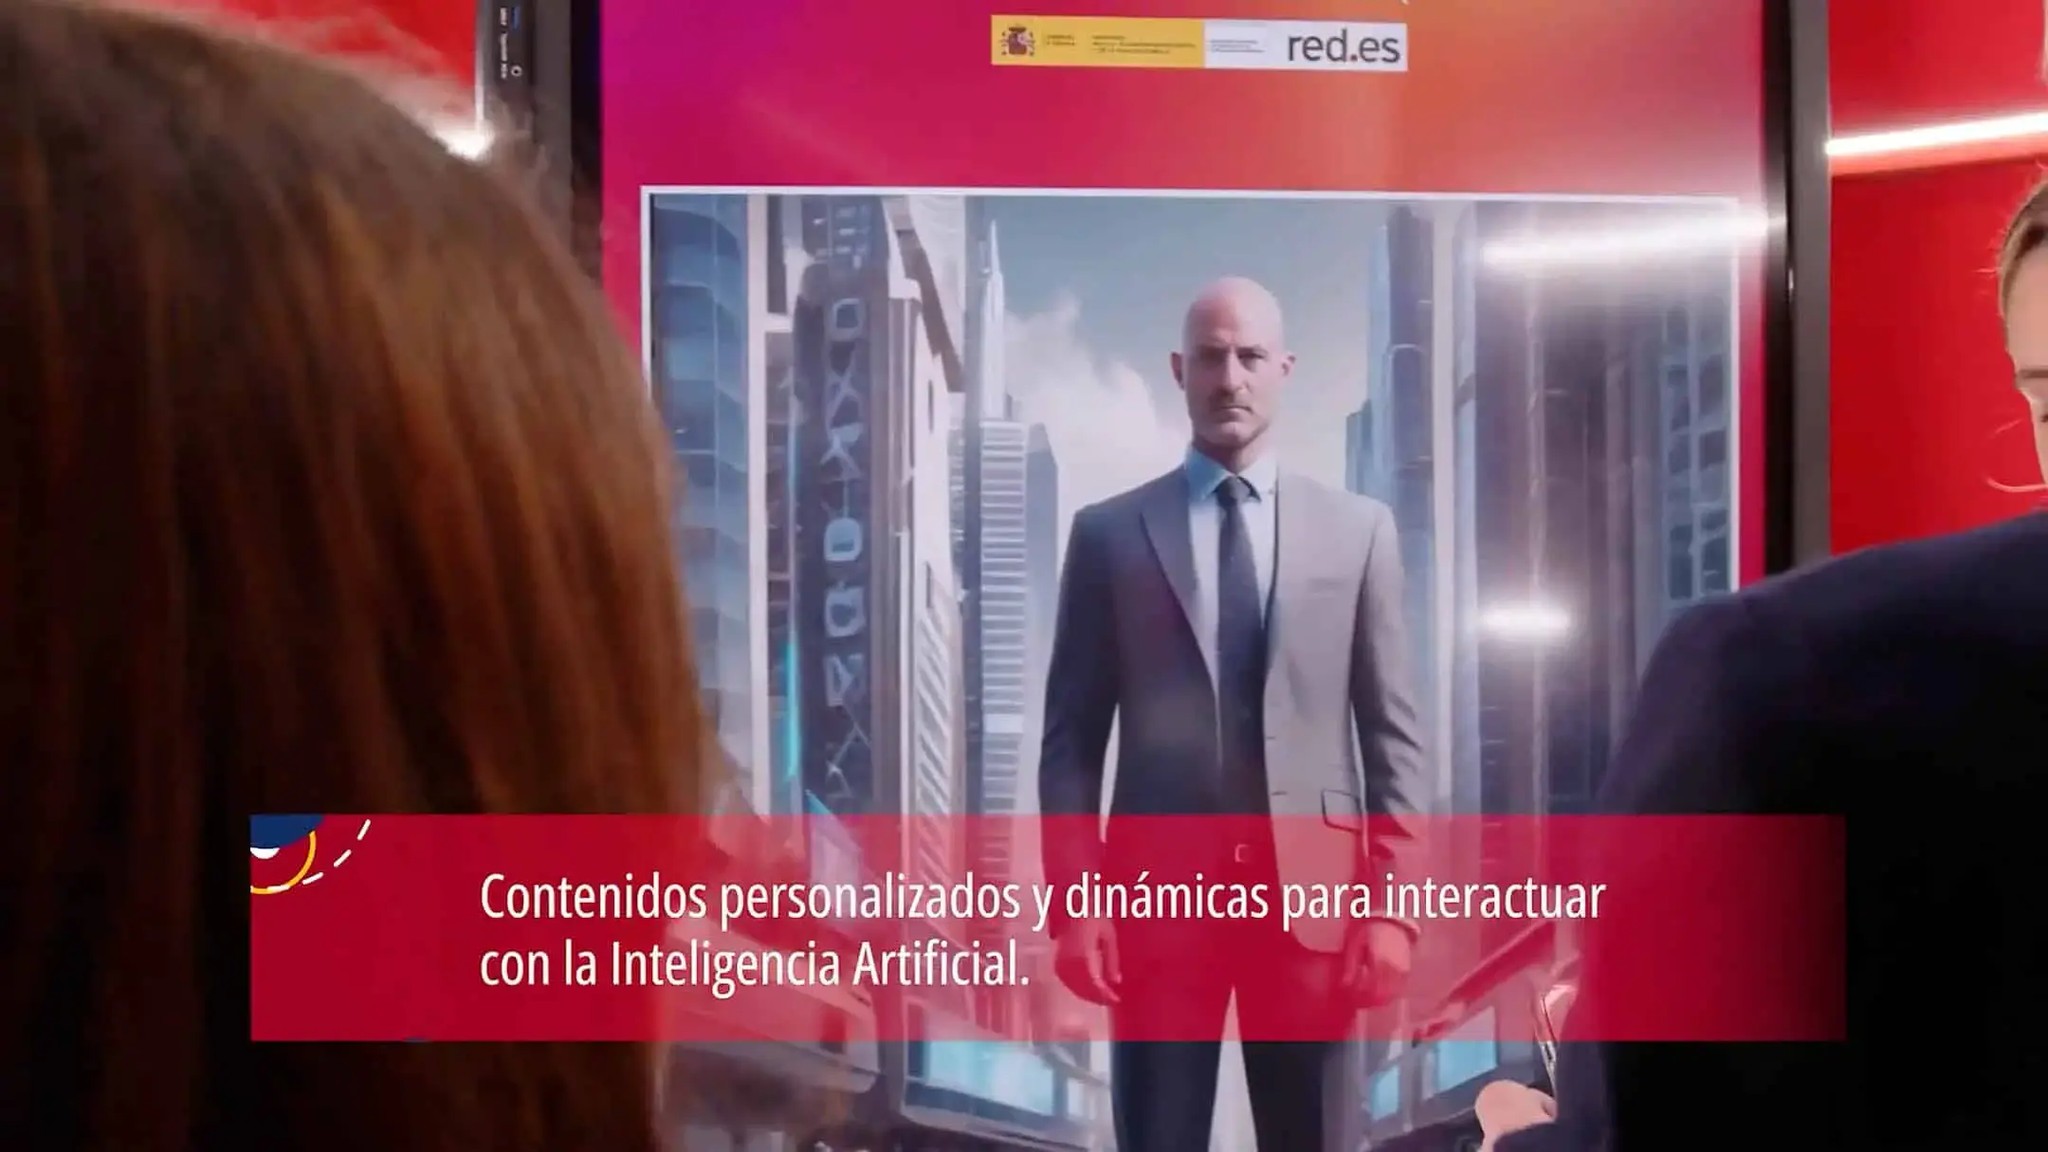 red.es
Contenidos personalizados y dinámicas para interactuar
con la Inteligencia Artificial.